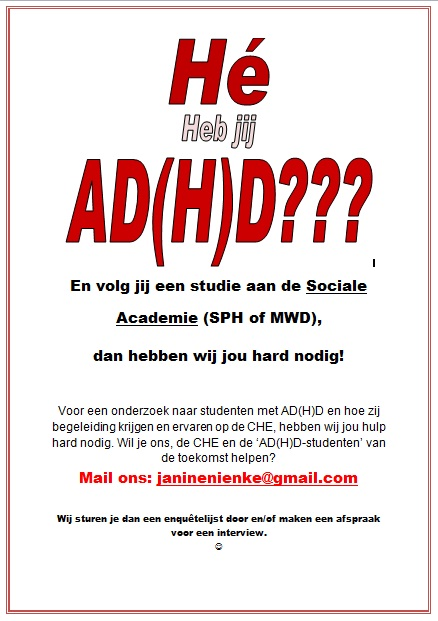 Hé
Heb jij
AD(H)D???
En volg jij een studie aan de Sociale
Academie (SPH of MWD),
dan hebben wij jou hard nodig!
Voor een onderzoek naar studenten met AD(H)D en hoe zij
begeleiding krijgen en ervaren op de CHE, hebben wij jou hulp
hard nodig. Wil je ons, de CHE en de ‘AD(H)D-studenten’ van
de toekomst helpen?
Mail ons: janinenienke@gmail.com
Wij sturen je dan een enquêtelijst door en/of maken een afspraak
voor een interview.
☺